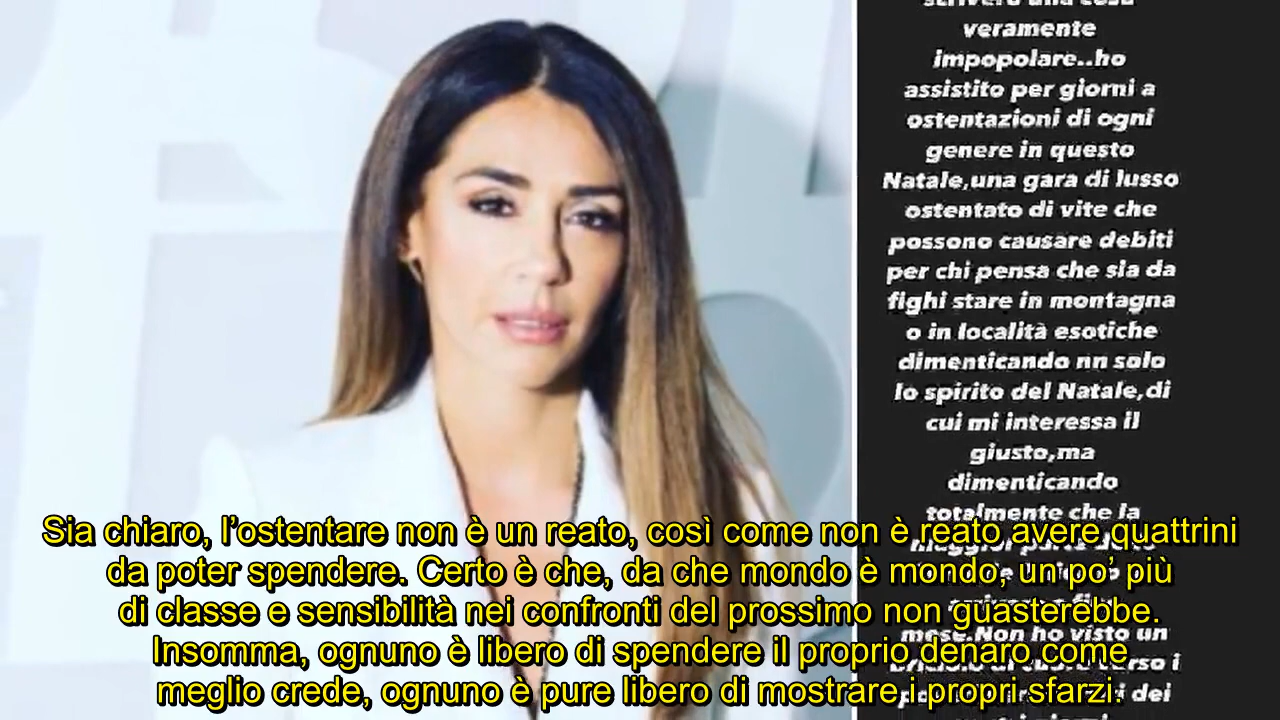 veramente
impopolare..ho
assistito per giorni a
ostentazioni di ogni
genere in questo
Natale,una gara di lusso
ostentato di vite che
possono causare debiti
per chi pensa che sia da
fighi stare in montagna
o in località esotiche
dimenticando nn solo
lo spirito del Natale,di
cui mi interessa il
giusto,ma
dimenticando
totalmente che la
mese.Non ho visto un
Sia chiaro, l’ostentare non è un reato, così come non è reato avere quattrini
da poter spendere. Certo è che, da che mondo è mondo, un po’ più
di classe e sensibilità nei confronti del prossimo non guasterebbe.
Insomma, ognuno è libero di spendere il proprio denaro come
meglio crede, ognuno è pure libero di mostrare i propri sfarzi.